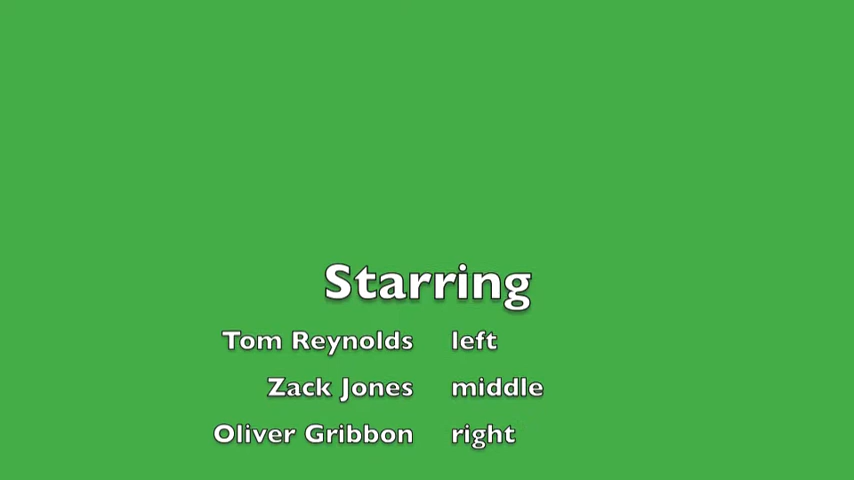 Starring
Tom Reynolds left
Zack Jones middle
Oliver Gribbon right